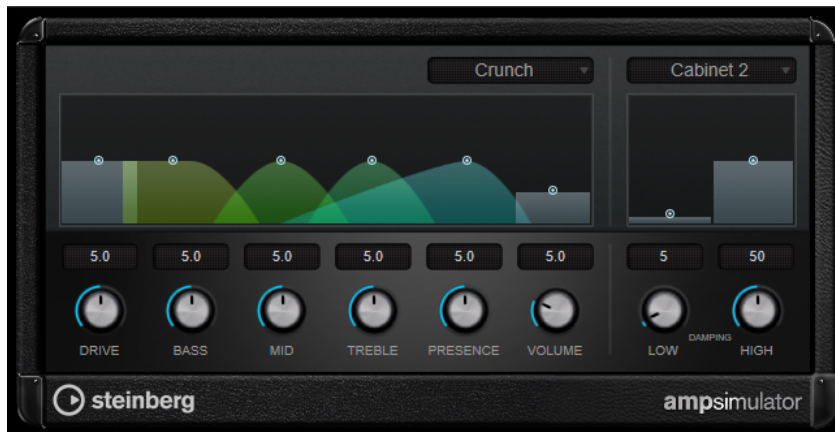 Crunch Cabinet 2
5.0 5.0 5.0 5.0 5.0 5.0 5 50
DRIVE BASS MID TREBLE PRESENCE VOLUME LOW DAMPING HIGH
steinberg ampsimulator